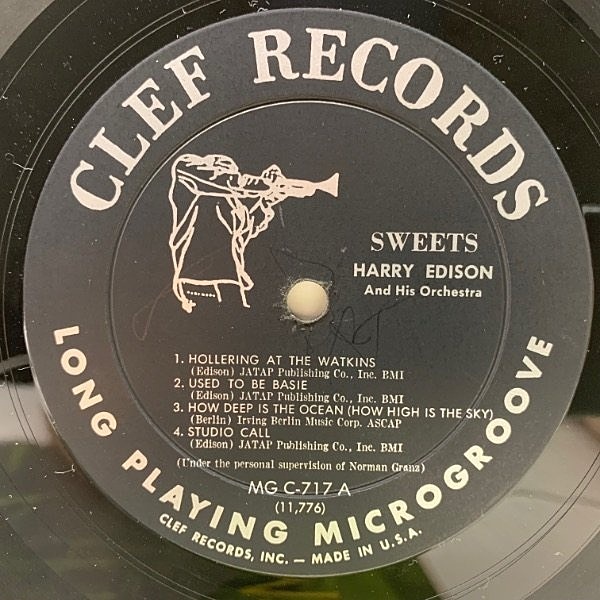 CLEF RECORDS
SWEETS
HARRY EDISON
And His Orchestra
1. HOLLERING AT THE WATKINS
(Edison) JATAP Publishing Co., Inc. BMI
2. USED TO BE BASIE
(Edison) JATAP Publishing Co., Inc. BMI
3. HOW DEEP IS THE OCEAN (HOW HIGH IS THE SKY)
(Berlin) Irving Berlin Music Corp. ASCAP
4. STUDIO CALL
(Edison) JATAP Publishing Co., Inc. BMI
(Under the personal supervision of Norman Granz)
MG C-717 A
(11,776)
LONG PLAYING MICROGROOVE
CLEF RECORDS, INC. — MADE IN U.S.A.